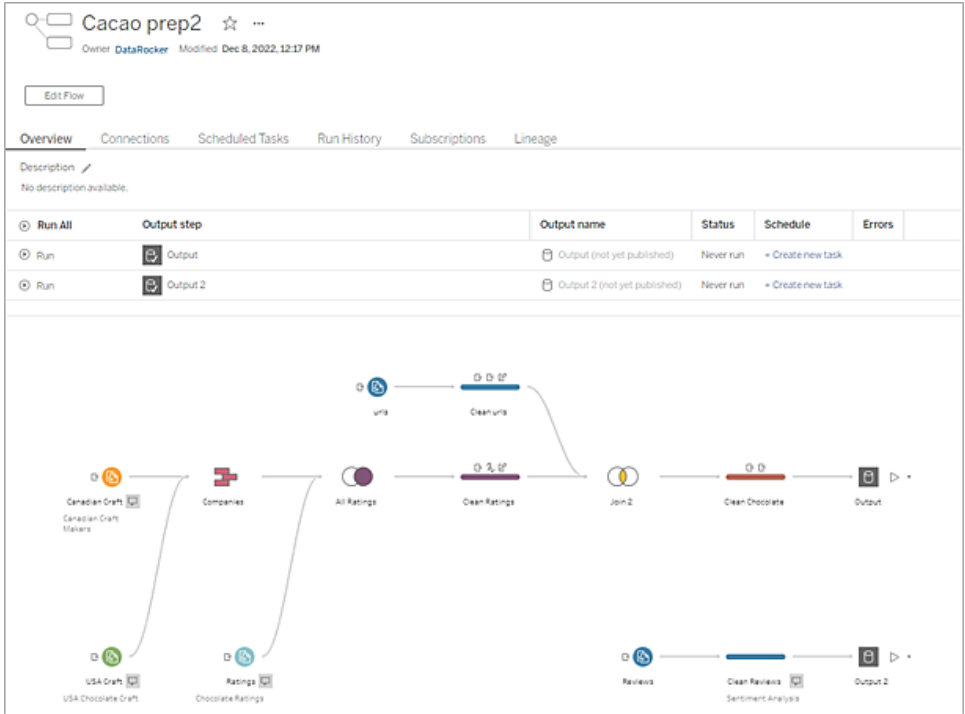 Cacao prep2
Owner DataRocker Modified Dec 8, 2022, 12:17 PM
Edit Flow
Overview Connections Scheduled Tasks Run History Subscriptions Lineage
Description
No description available.
Run All Output step Output name Status Schedule Errors
Run Output Output (not yet published) Never run + Create new task
Run Output 2 Output 2 (not yet published) Never run + Create new task
urls Clean urls
Canadian Craft Companies All Ratings Clean Ratings Join 2 Clean Chocolate Output
Canadian Craft
Makers
USA Craft Ratings Reviews Clean Reviews Output 2
USA Chocolate Craft Chocolate Ratings Sentiment Analysis